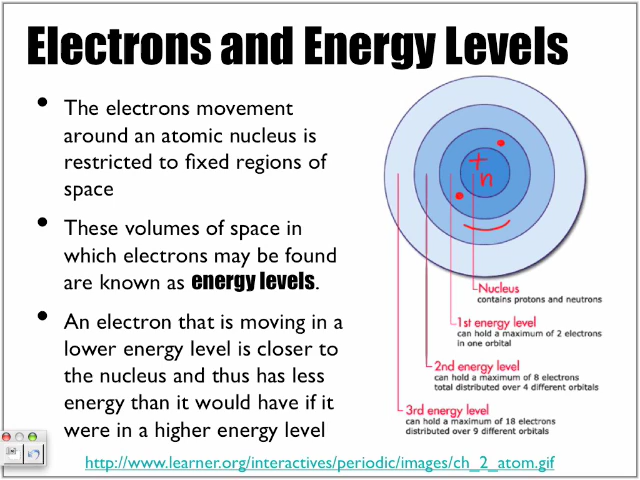 Electrons and Energy Levels
• The electrons movement
around an atomic nucleus is
restricted to fixed regions of
space
• These volumes of space in
which electrons may be found
are known as energy levels.
• An electron that is moving in a
lower energy level is closer to
the nucleus and thus has less
energy than it would have if it
were in a higher energy level
+
n
Nucleus
contains protons and neutrons
1st energy level
can hold a maximum of 2 electrons
in one orbital
2nd energy level
can hold a maximum of 8 electrons
total distributed over 4 different orbitals
3rd energy level
can hold a maximum of 18 electrons
distributed over 9 different orbitals
http://www.learner.org/interactives/periodic/images/ch_2_atom.gif